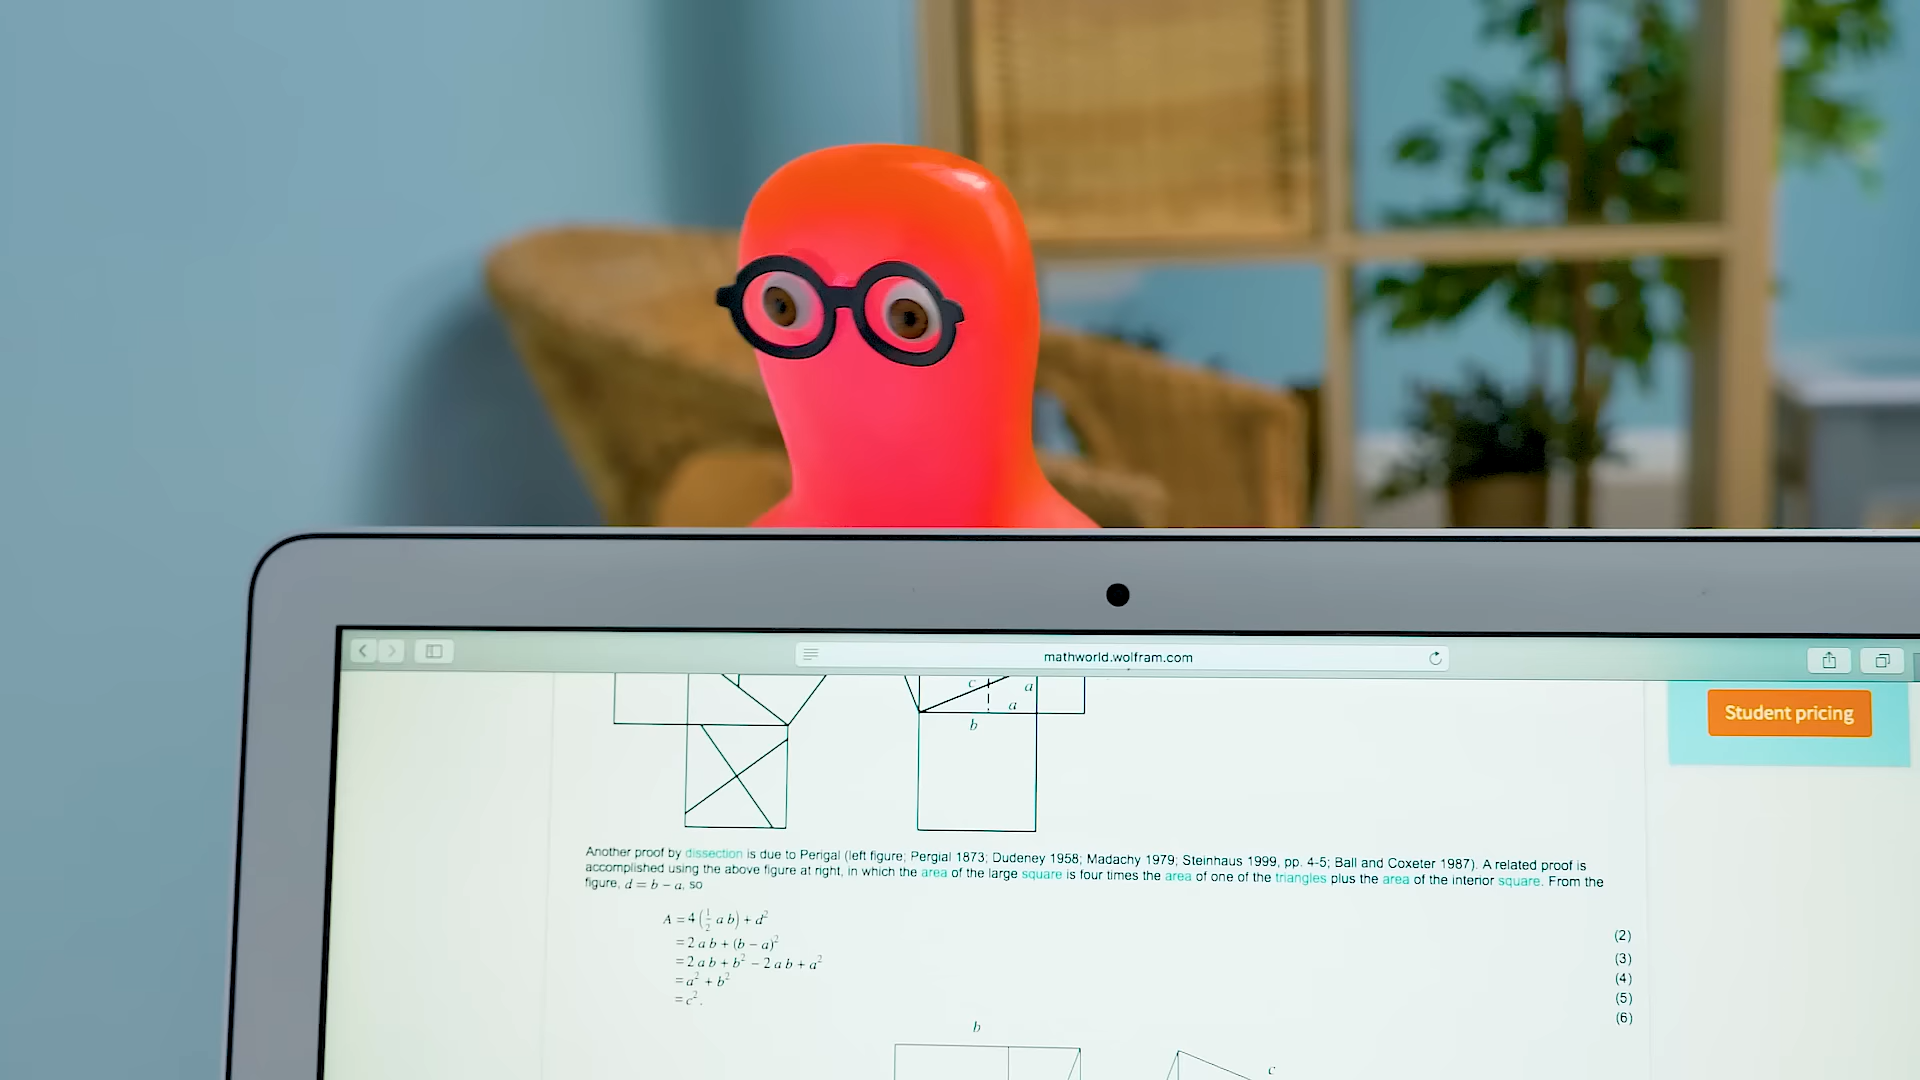 mathworld.wolfram.com
Student pricing
c
a
a
b
Another proof by dissection is due to Perigal (left figure; Pergial 1873; Dudeney 1958; Madachy 1979; Steinhaus 1999, pp. 4-5; Ball and Coxeter 1987). A related proof is
accomplished using the above figure at right, in which the area of the large square is four times the area of one of the triangles plus the area of the interior square. From the
figure, d = b − a, so
A = 4 (½ a b) + d²
(2)
= 2 a b + (b − a)²
(3)
= 2 a b + b² − 2 a b + a²
(4)
= a² + b²
(5)
= c².
(6)
b
c